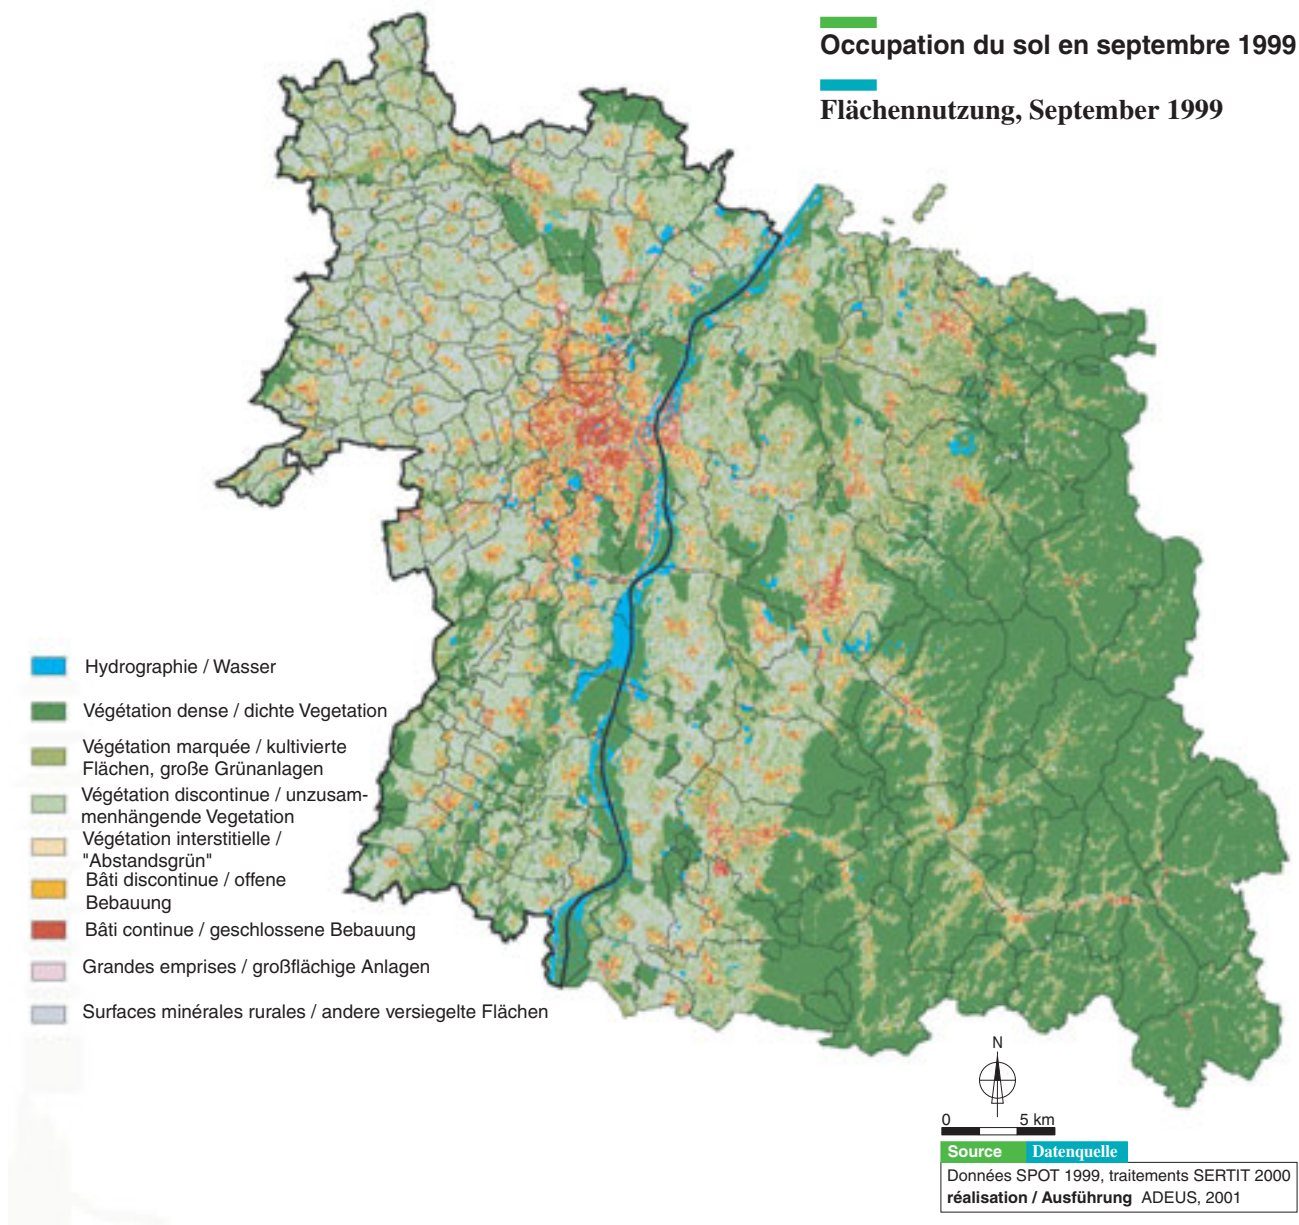 Occupation du sol en septembre 1999
Flächennutzung, September 1999
Hydrographie / Wasser
Végétation dense / dichte Vegetation
Végétation marquée / kultivierte
Flächen, große Grünanlagen
Végétation discontinue / unzusam-
menhängende Vegetation
Végétation interstitielle /
"Abstandsgrün"
Bâti discontinue / offene
Bebauung
Bâti continue / geschlossene Bebauung
Grandes emprises / großflächige Anlagen
Surfaces minérales rurales / andere versiegelte Flächen
N
0 5 km
Source Datenquelle
Données SPOT 1999, traitements SERTIT 2000
réalisation / Ausführung ADEUS, 2001